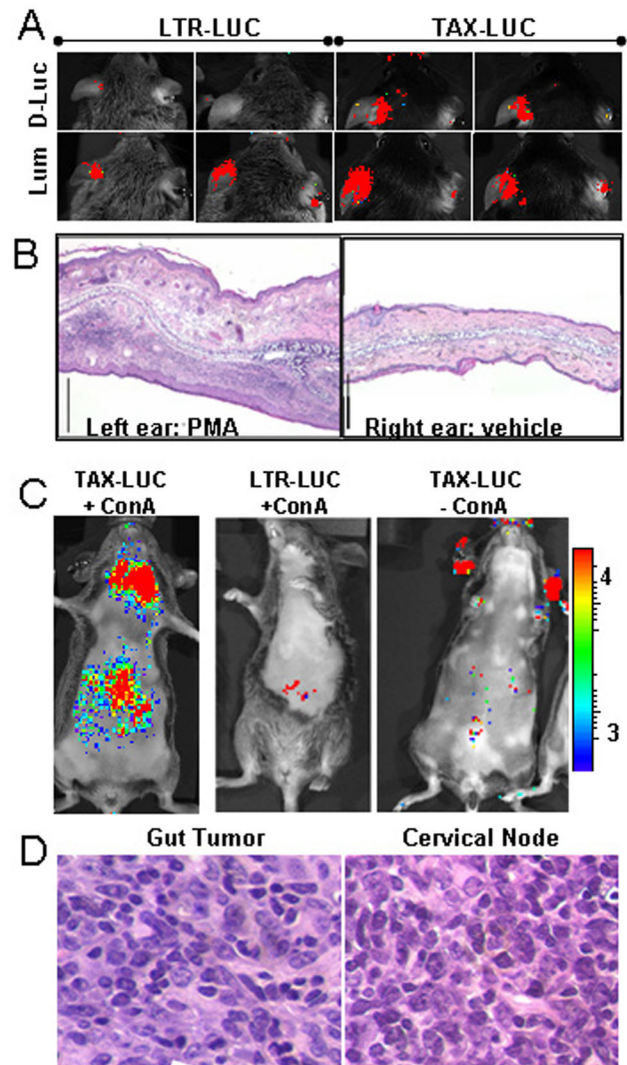 A
LTR-LUC TAX-LUC
D-Luc
Lum
B
Left ear: PMA Right ear: vehicle
C
TAX-LUC
+ ConA
LTR-LUC
+ConA
TAX-LUC
- ConA
4
3
D
Gut Tumor Cervical Node